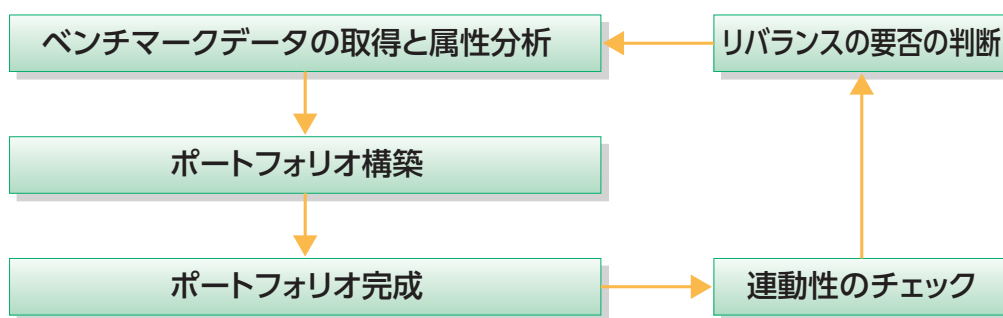 ベンチマークデータの取得と属性分析
リバランスの要否の判断
ポートフォリオ構築
ポートフォリオ完成
連動性のチェック